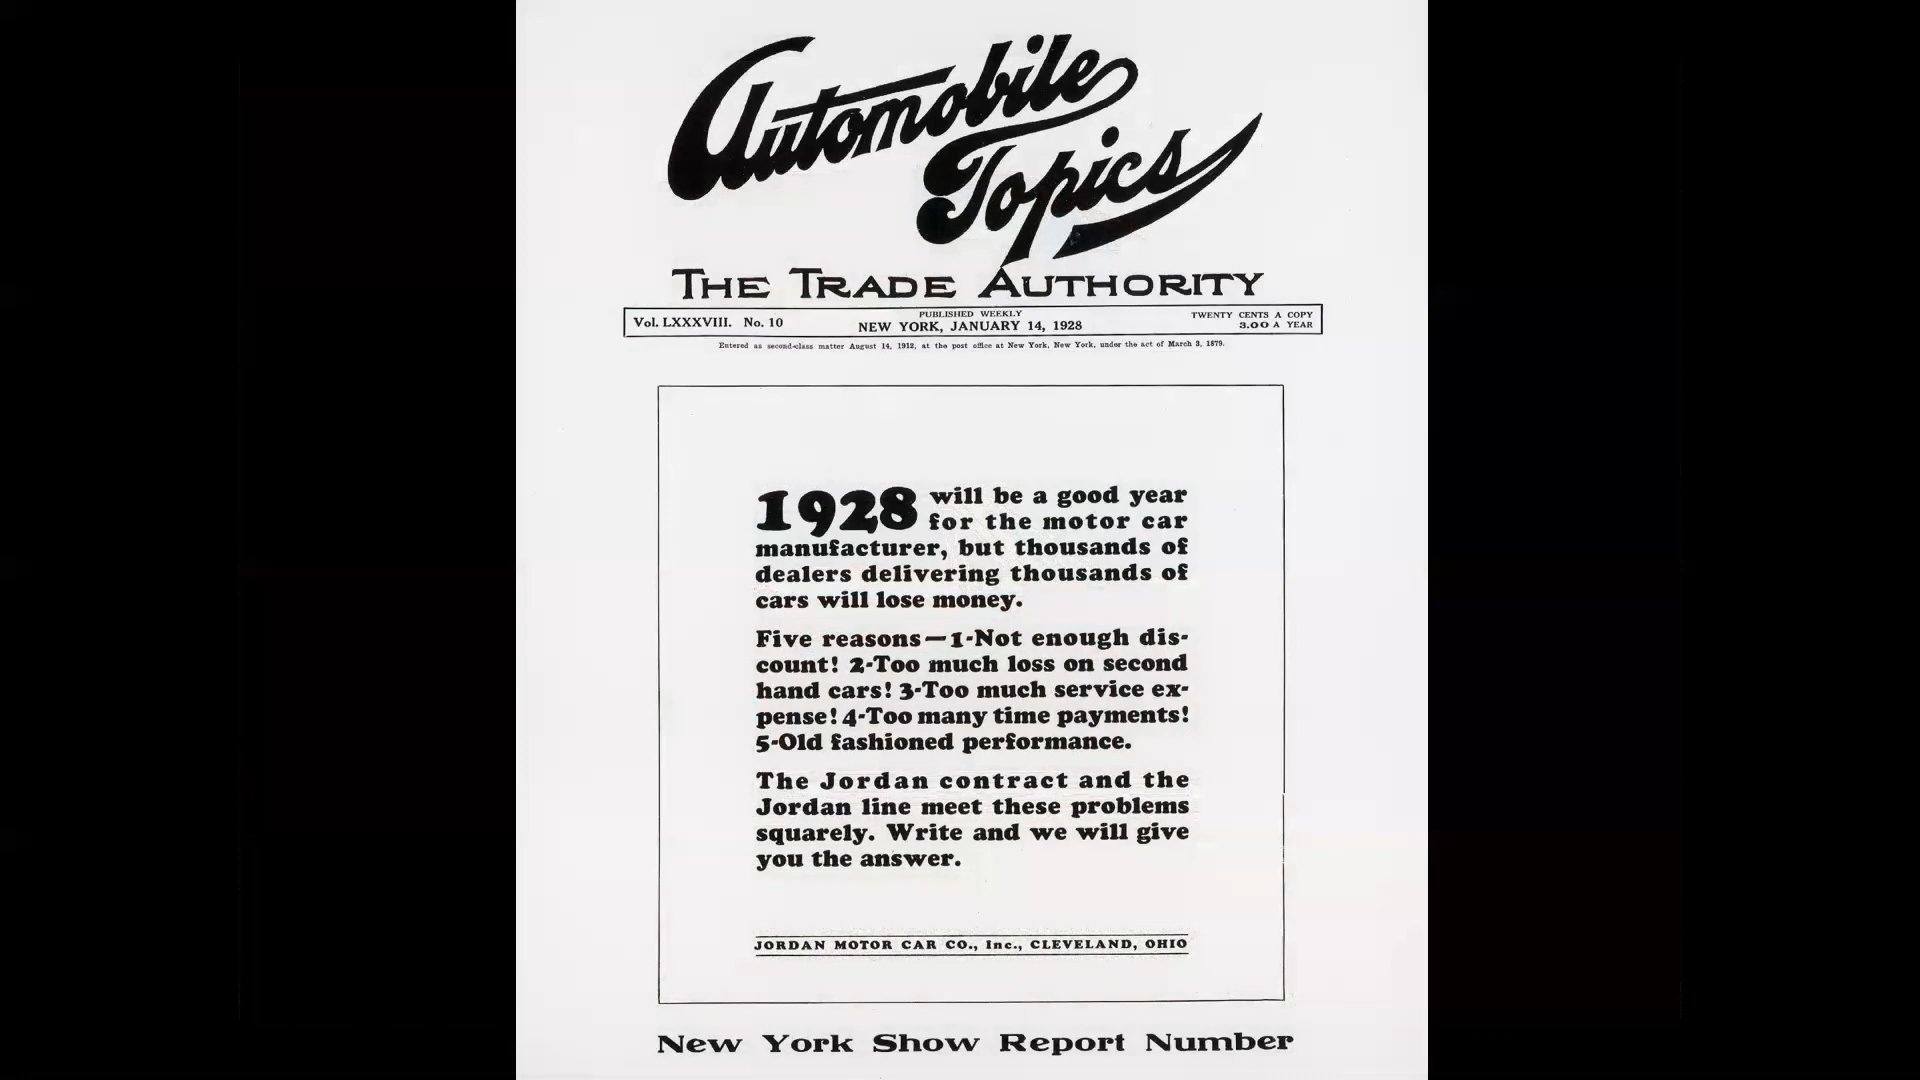 Automobile
Topics
THE TRADE AUTHORITY
Vol. LXXXVIII. No. 10
PUBLISHED WEEKLY
NEW YORK, JANUARY 14, 1928
TWENTY CENTS A COPY
3.00 A YEAR
Entered as second-class matter August 14, 1912, at the post office at New York, New York, under the act of March 3, 1879.
1928 will be a good year
for the motor car
manufacturer, but thousands of
dealers delivering thousands of
cars will lose money.
Five reasons—1-Not enough dis-
count! 2-Too much loss on second
hand cars! 3-Too much service ex-
pense! 4-Too many time payments!
5-Old fashioned performance.
The Jordan contract and the
Jordan line meet these problems
squarely. Write and we will give
you the answer.
JORDAN MOTOR CAR CO., Inc., CLEVELAND, OHIO
New York Show Report Number